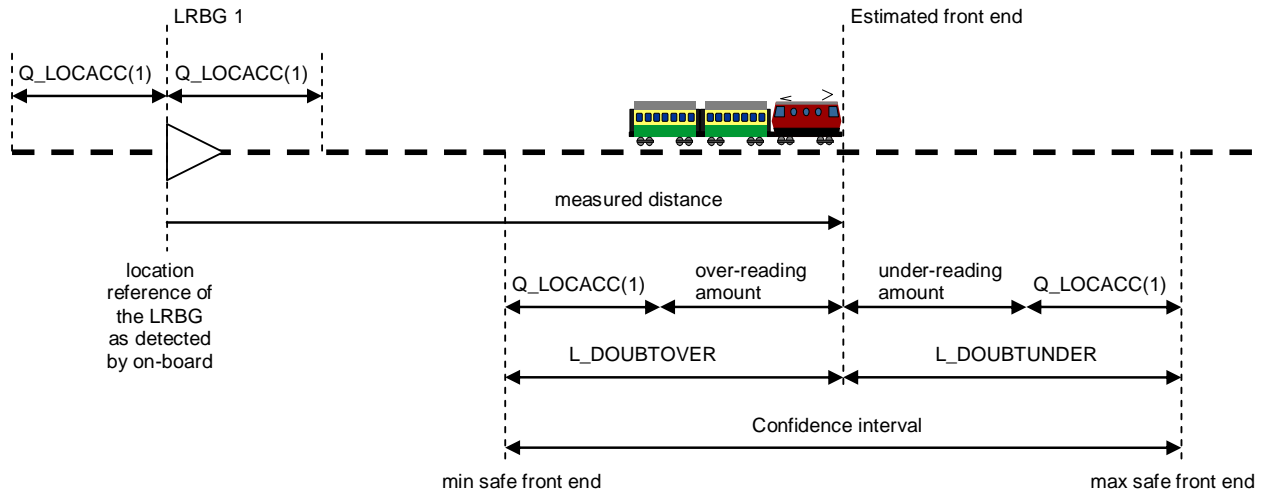 LRBG 1
Estimated front end
Q_LOCACC(1)
Q_LOCACC(1)
measured distance
location
reference of
the LRBG
as detected
by on-board
Q_LOCACC(1)
over-reading
amount
under-reading
amount
Q_LOCACC(1)
L_DOUBTOVER
L_DOUBTUNDER
Confidence interval
min safe front end
max safe front end